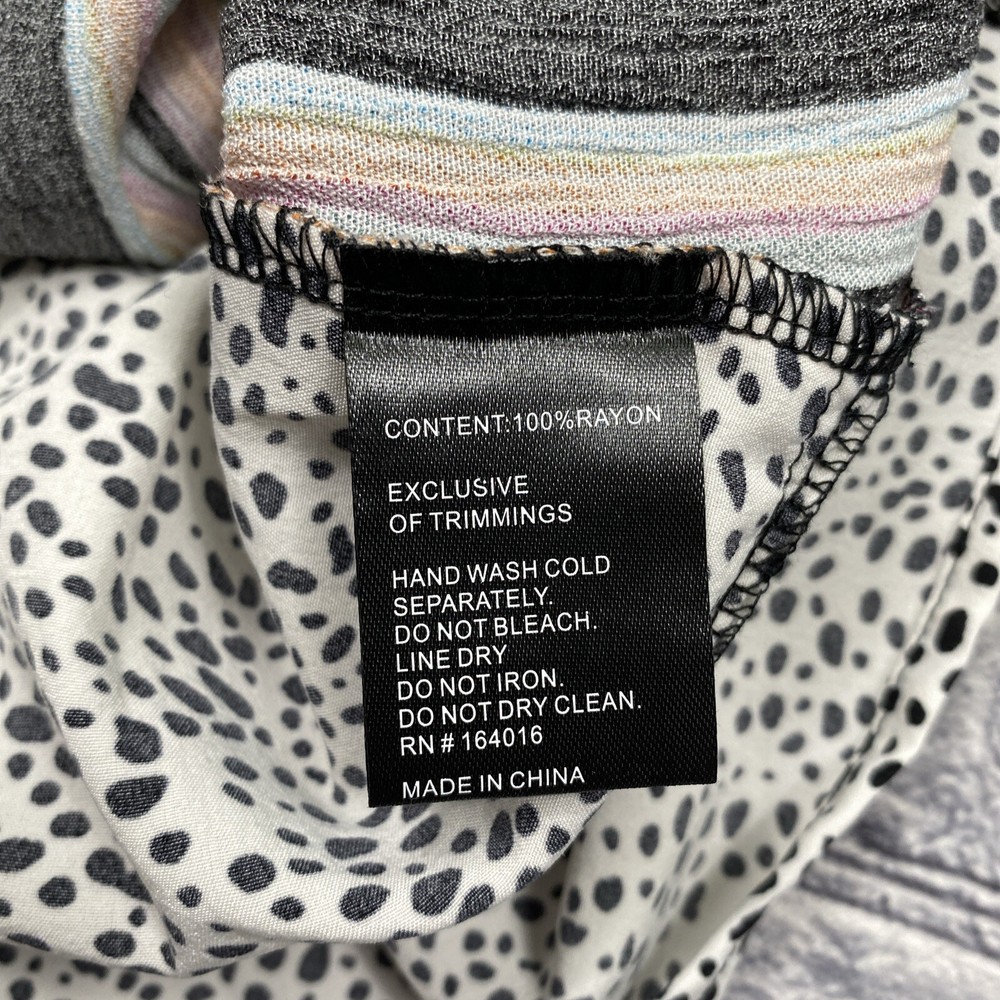 CONTENT:100%RAYON
EXCLUSIVE
OF TRIMMINGS
HAND WASH COLD
SEPARATELY.
DO NOT BLEACH.
LINE DRY
DO NOT IRON.
DO NOT DRY CLEAN.
RN # 164016
MADE IN CHINA